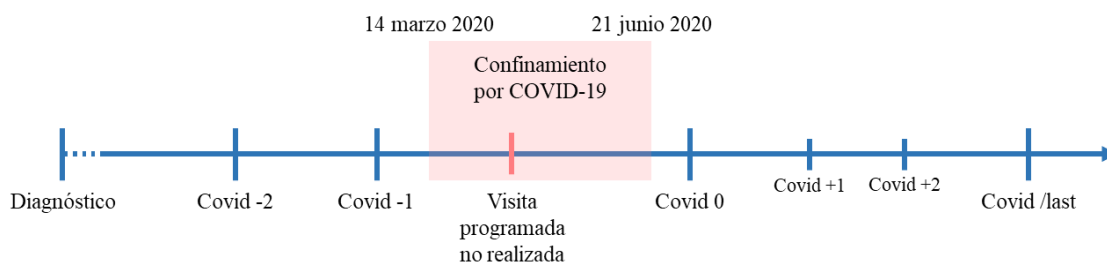 14 marzo 2020
21 junio 2020
Confinamiento
por COVID-19
Diagnóstico
Covid -2
Covid -1
Visita
programada
no realizada
Covid 0
Covid +1
Covid +2
Covid /last